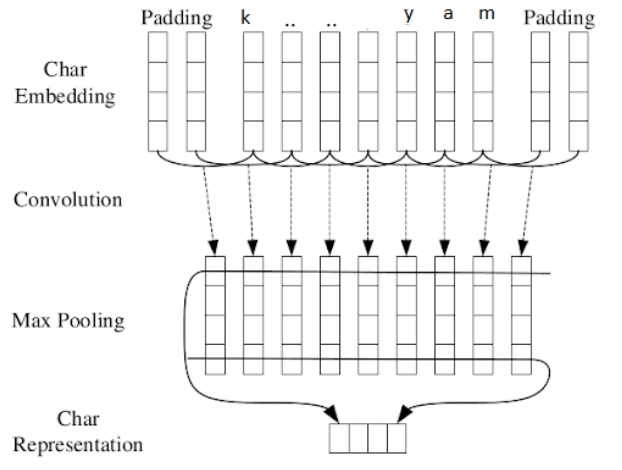 Padding k .. .. y a m Padding
Char
Embedding
Convolution
Max Pooling
Char
Representation